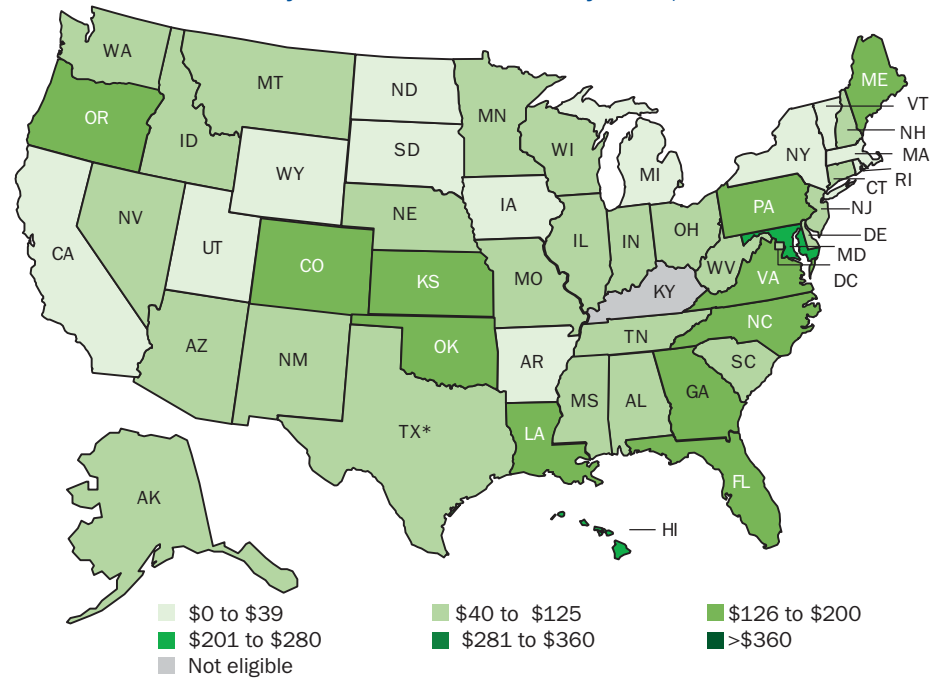 WA
ME
MT
ND
VT
MN
OR
NH
ID
WI
SD
NY
MA
WY
MI
RI
CT
IA
PA
NJ
NE
NV
OH
DE
UT
IL
IN
CA
MD
CO
WV
KS
MO
VA
DC
KY
NC
TN
AZ
OK
NM
AR
SC
GA
MS
AL
TX*
LA
FL
AK
HI
$0 to $39 $40 to $125 $126 to $200
$201 to $280 $281 to $360 >$360
Not eligible